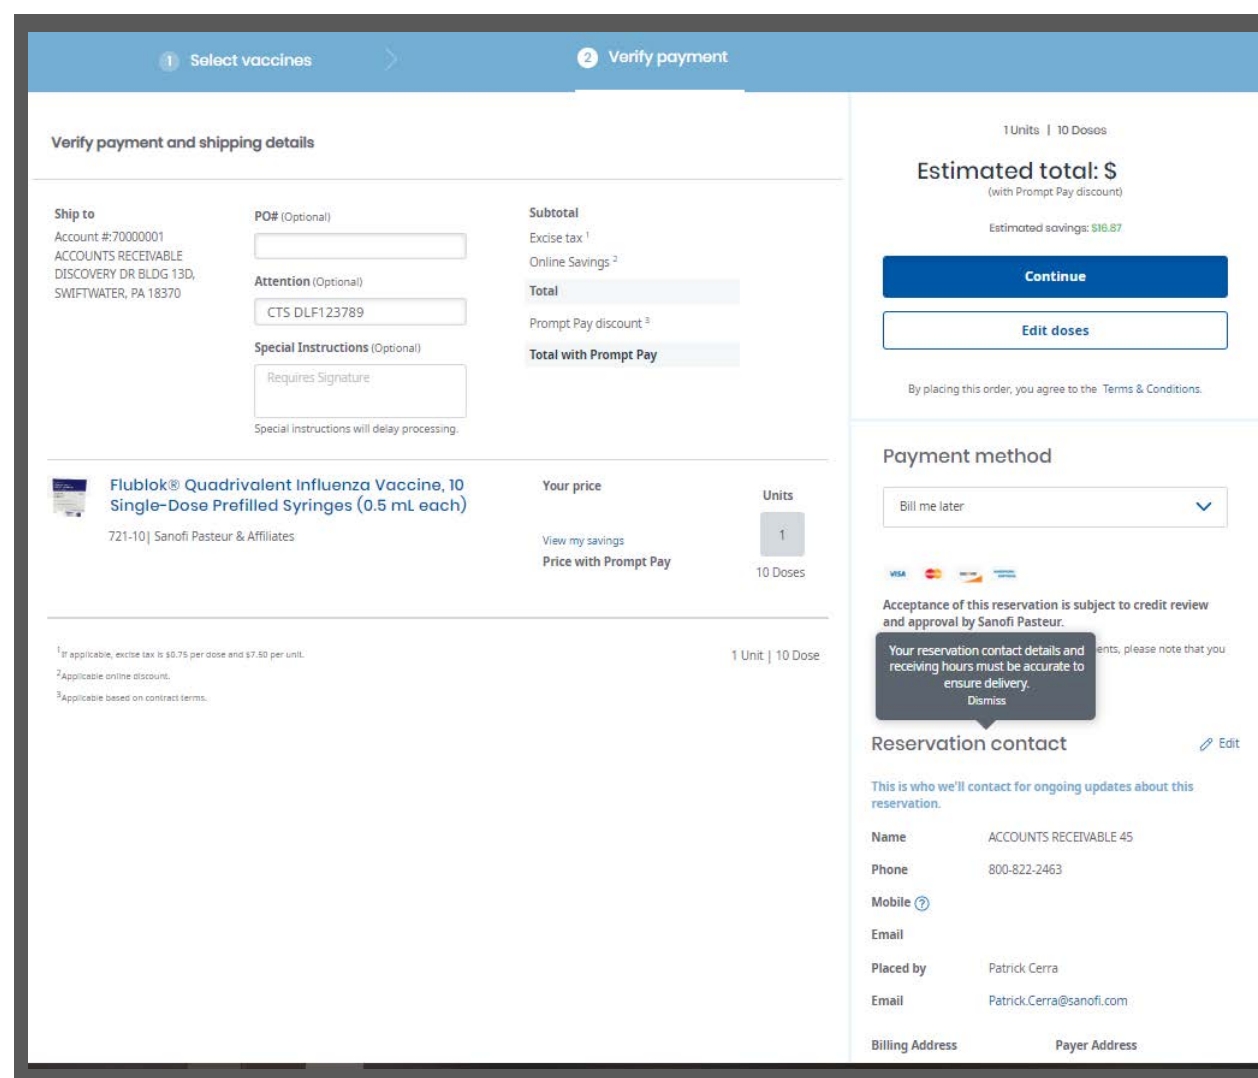 1 Select vaccines
2 Verify payment
Verify payment and shipping details
Ship to
Account #:70000001
ACCOUNTS RECEIVABLE
DISCOVERY DR BLDG 13D,
SWIFTWATER, PA 18370
PO# (Optional)
Attention (Optional)
CTS DLF123789
Special Instructions (Optional)
Requires Signature
Special instructions will delay processing.
Subtotal
Excise tax 1
Online Savings 2
Total
Prompt Pay discount 3
Total with Prompt Pay
Flublok® Quadrivalent Influenza Vaccine, 10
Single-Dose Prefilled Syringes (0.5 mL each)
721-10| Sanofi Pasteur & Affiliates
Your price
View my savings
Price with Prompt Pay
Units
1
10 Doses
1 If applicable, excise tax is $0.75 per dose and $7.50 per unit.
2 Applicable online discount.
3 Applicable based on contract terms.
1 Unit | 10 Dose
1 Units | 10 Doses
Estimated total: $
(with Prompt Pay discount)
Estimated savings: $16.87
Continue
Edit doses
By placing this order, you agree to the Terms & Conditions.
Payment method
Bill me later
VISA
Acceptance of this reservation is subject to credit review
and approval by Sanofi Pasteur.
please note that you
Your reservation contact details and
receiving hours must be accurate to
ensure delivery.
Dismiss
Reservation contact
Edit
This is who we'll contact for ongoing updates about this
reservation.
Name ACCOUNTS RECEIVABLE 45
Phone 800-822-2463
Mobile ?
Email
Placed by Patrick Cerra
Email Patrick.Cerra@sanofi.com
Billing Address Payer Address